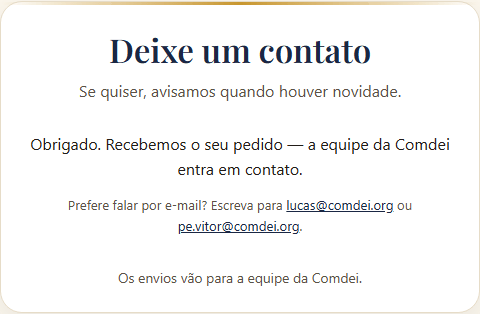 Deixe um contato
Se quiser, avisamos quando houver novidade.
Obrigado. Recebemos o seu pedido — a equipe da Comdei
entra em contato.
Prefere falar por e-mail? Escreva para lucas@comdei.org ou
pe.vitor@comdei.org.
Os envios vão para a equipe da Comdei.